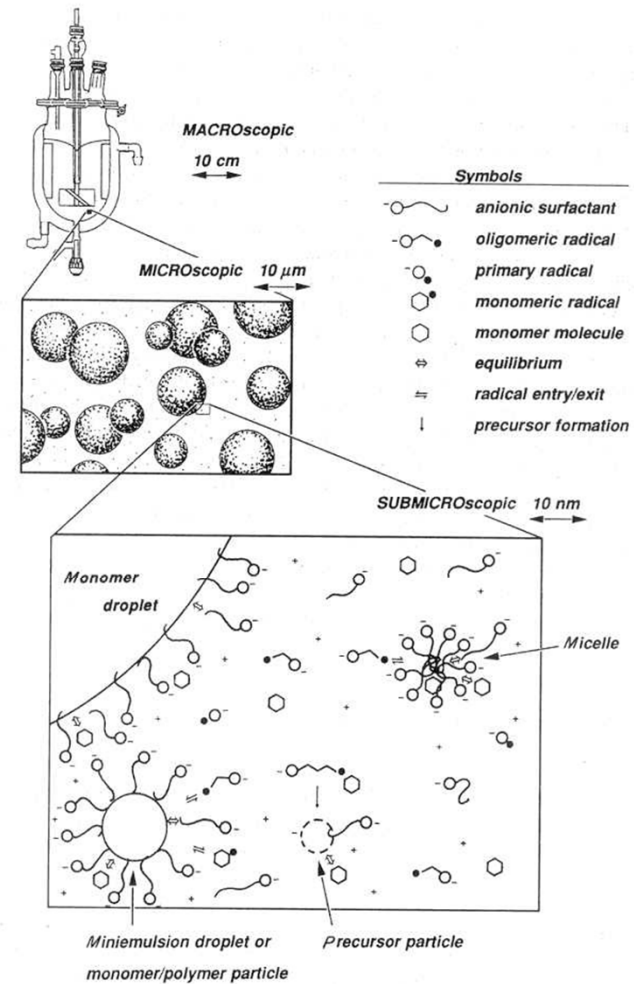 MACROscopic
10 cm
Symbols
anionic surfactant
oligomeric radical
primary radical
monomeric radical
monomer molecule
equilibrium
radical entry/exit
precursor formation
MICROscopic 10 µm
SUBMICROscopic 10 nm
Monomer
droplet
Micelle
Miniemulsion droplet or
monomer/polymer particle
Precursor particle